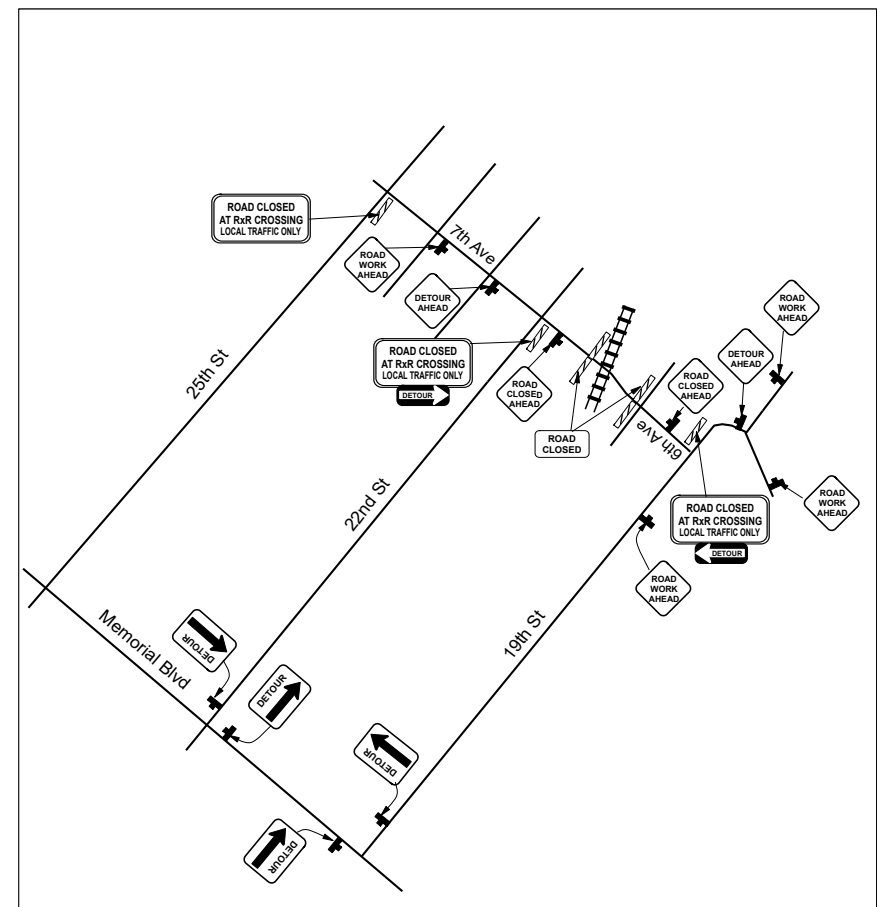 ROAD CLOSED
AT RxR CROSSING
LOCAL TRAFFIC ONLY
7th Ave
ROAD
WORK
AHEAD
DETOUR
AHEAD
ROAD
WORK
AHEAD
ROAD CLOSED
AT RxR CROSSING
LOCAL TRAFFIC ONLY
DETOUR
ROAD
CLOSED
AHEAD
ROAD
CLOSED
ROAD
CLOSED
AHEAD
DETOUR
AHEAD
6th Ave
25th St
22nd St
ROAD CLOSED
AT RxR CROSSING
LOCAL TRAFFIC ONLY
DETOUR
ROAD
WORK
AHEAD
ROAD
WORK
AHEAD
19th St
Memorial Blvd
DETOUR
DETOUR
DETOUR
DETOUR